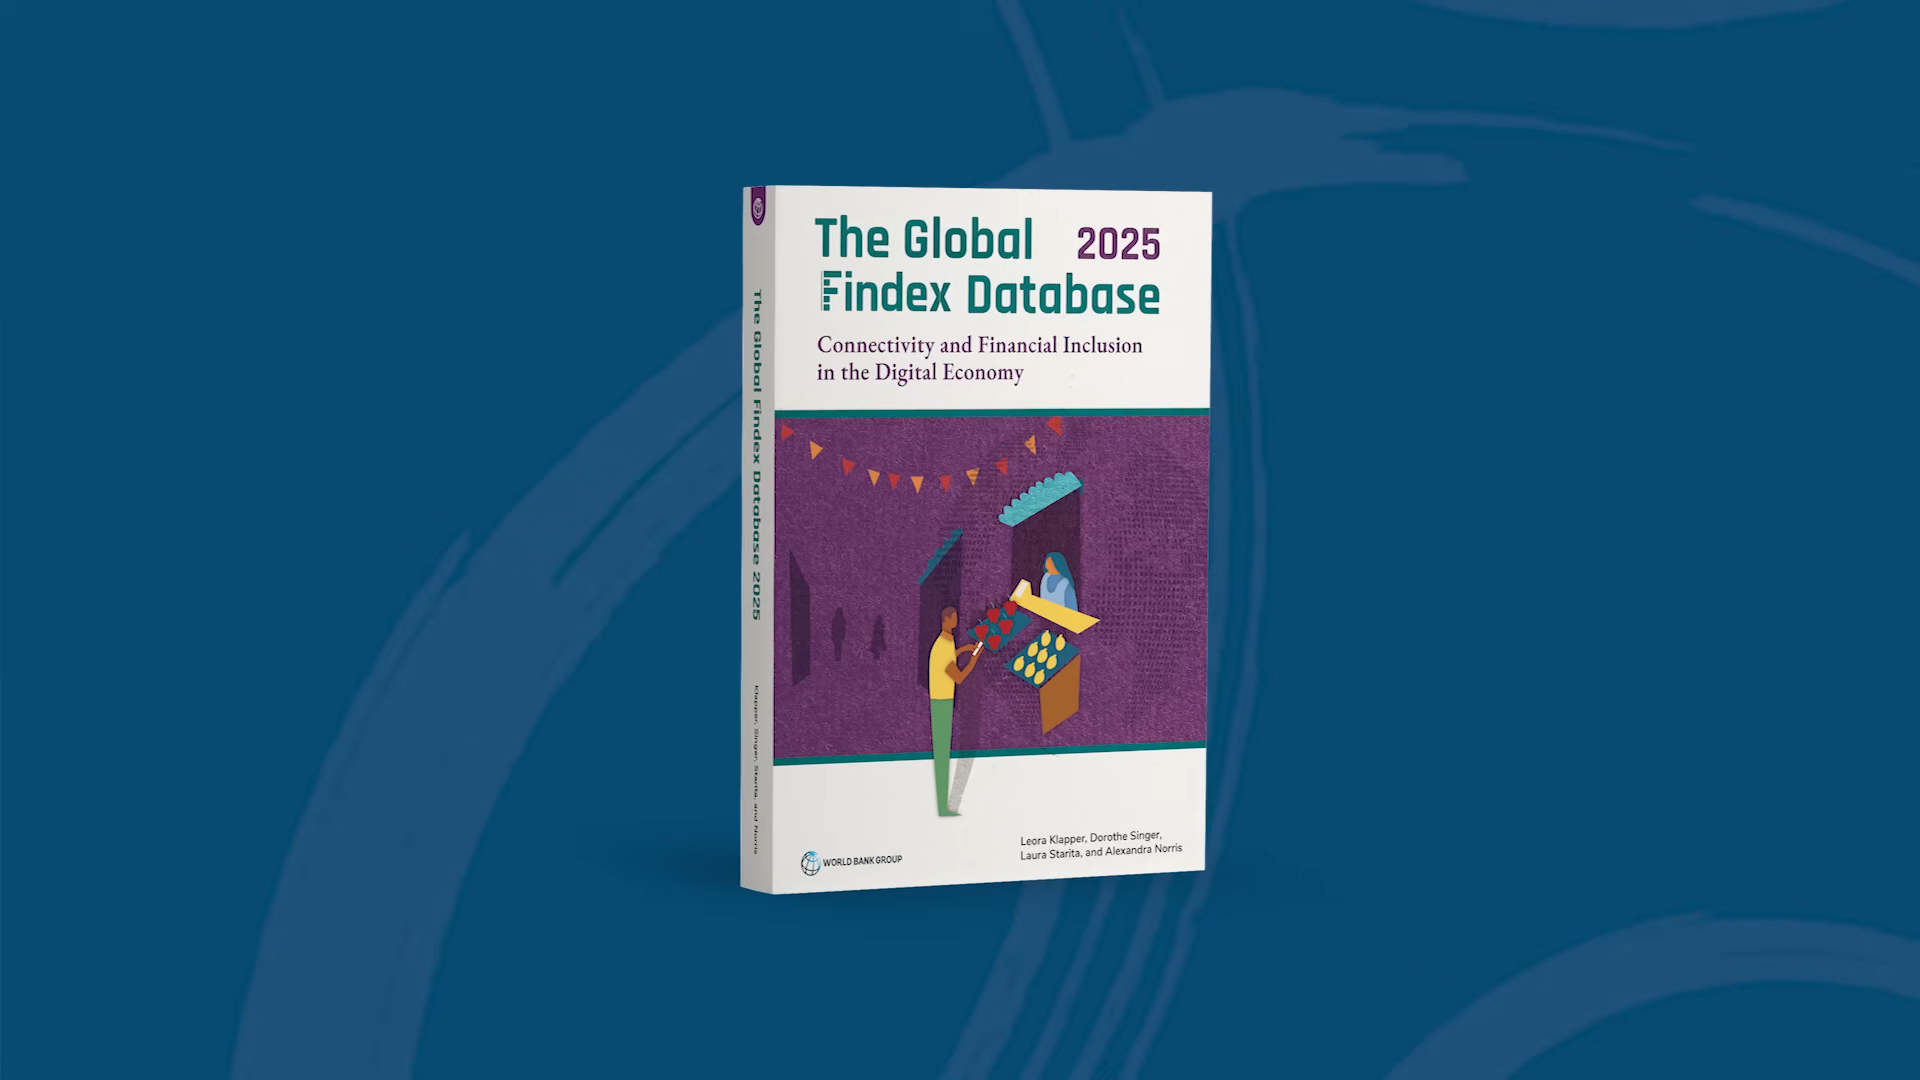 The Global 2025
Findex Database
Connectivity and Financial Inclusion
in the Digital Economy
The Global Findex Database 2025
Klapper, Singer, Starita, and Norris
WORLD BANK GROUP
Leora Klapper, Dorothe Singer,
Laura Starita, and Alexandra Norris